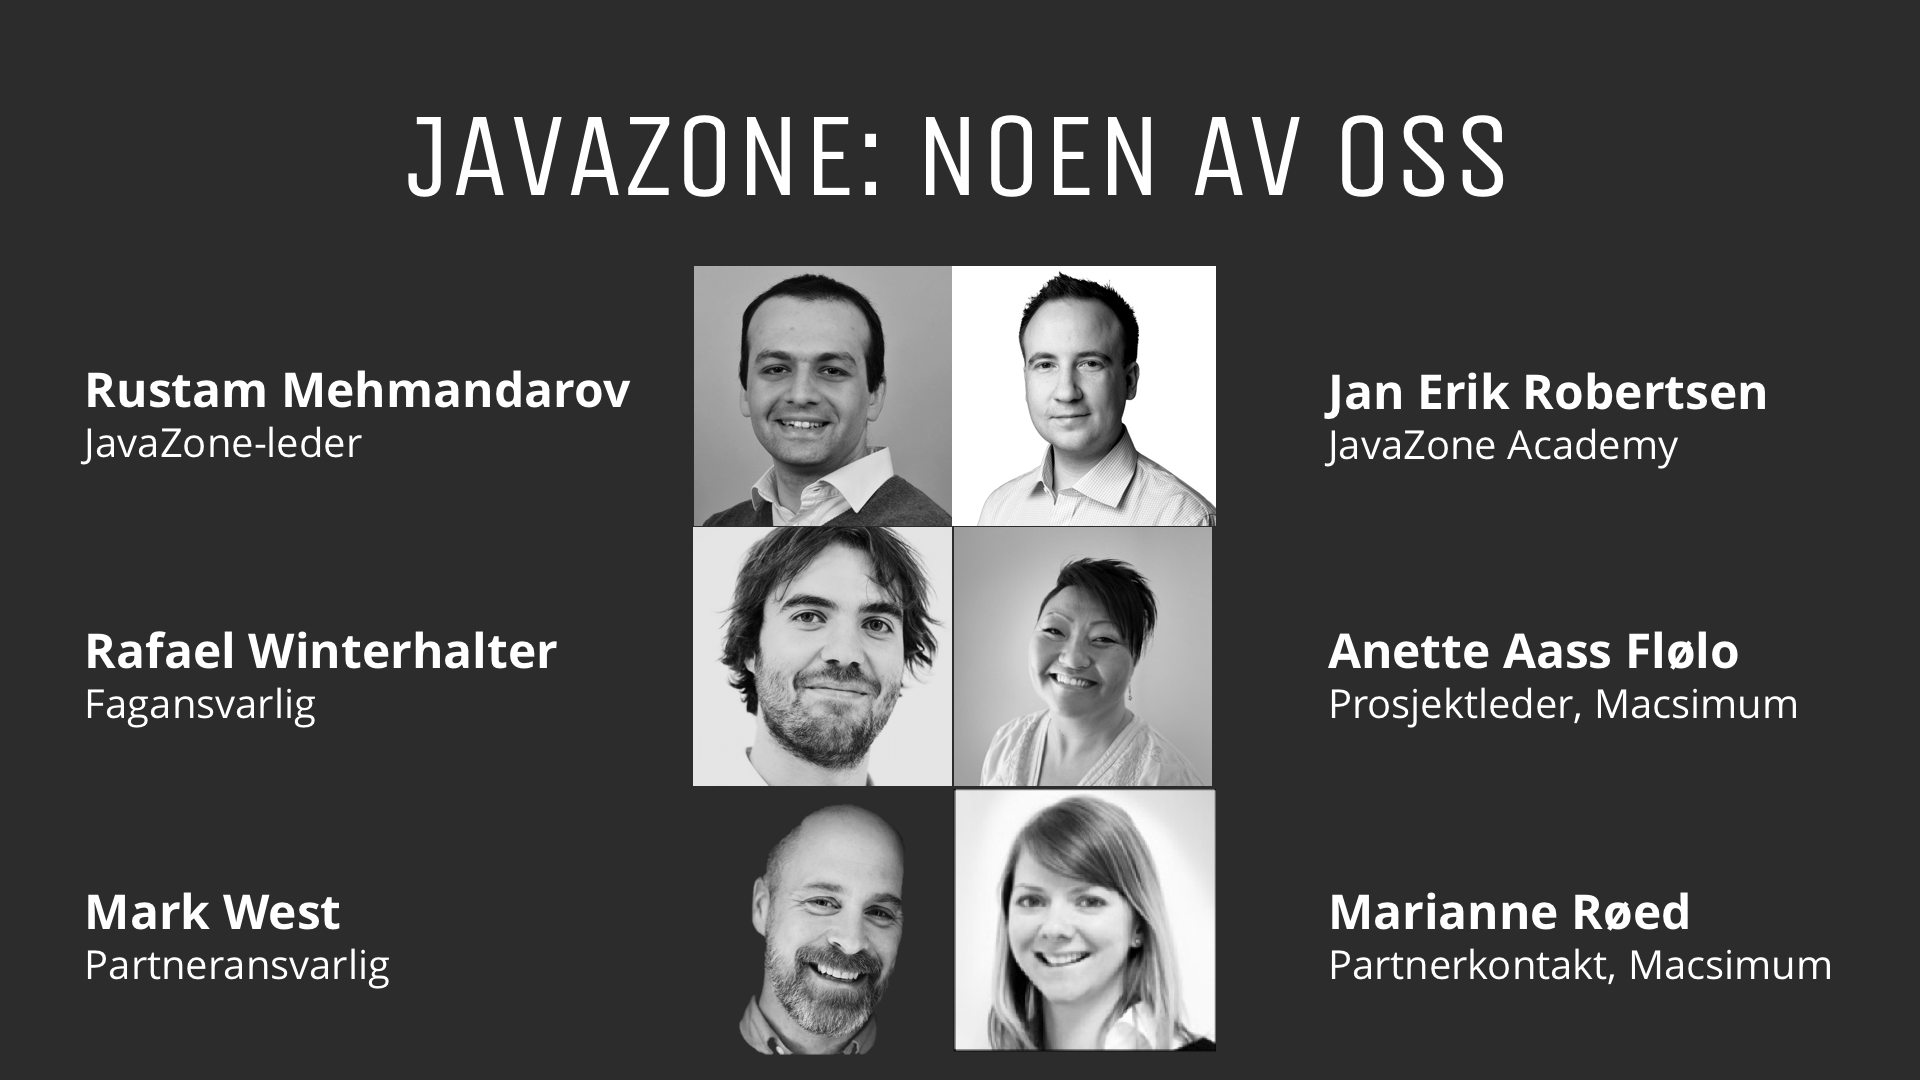 JAVAZONE: NOEN AV OSS
Rustam Mehmandarov
JavaZone-leder
Jan Erik Robertsen
JavaZone Academy
Rafael Winterhalter
Fagansvarlig
Anette Aass Flølo
Prosjektleder, Macsimum
Mark West
Partneransvarlig
Marianne Røed
Partnerkontakt, Macsimum